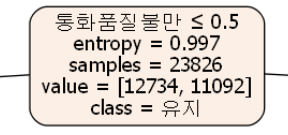 통화품질불만 ≤ 0.5
entropy = 0.997
samples = 23826
value = [12734, 11092]
class = 유지